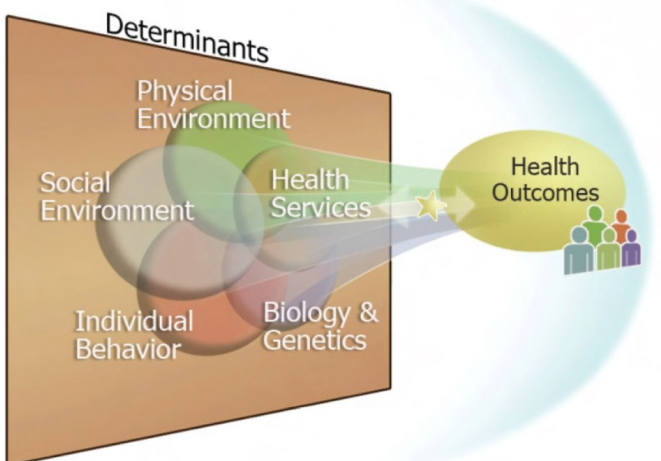 Determinants
Physical
Environment
Social
Environment
Health
Services
Individual
Behavior
Biology &
Genetics
Health
Outcomes